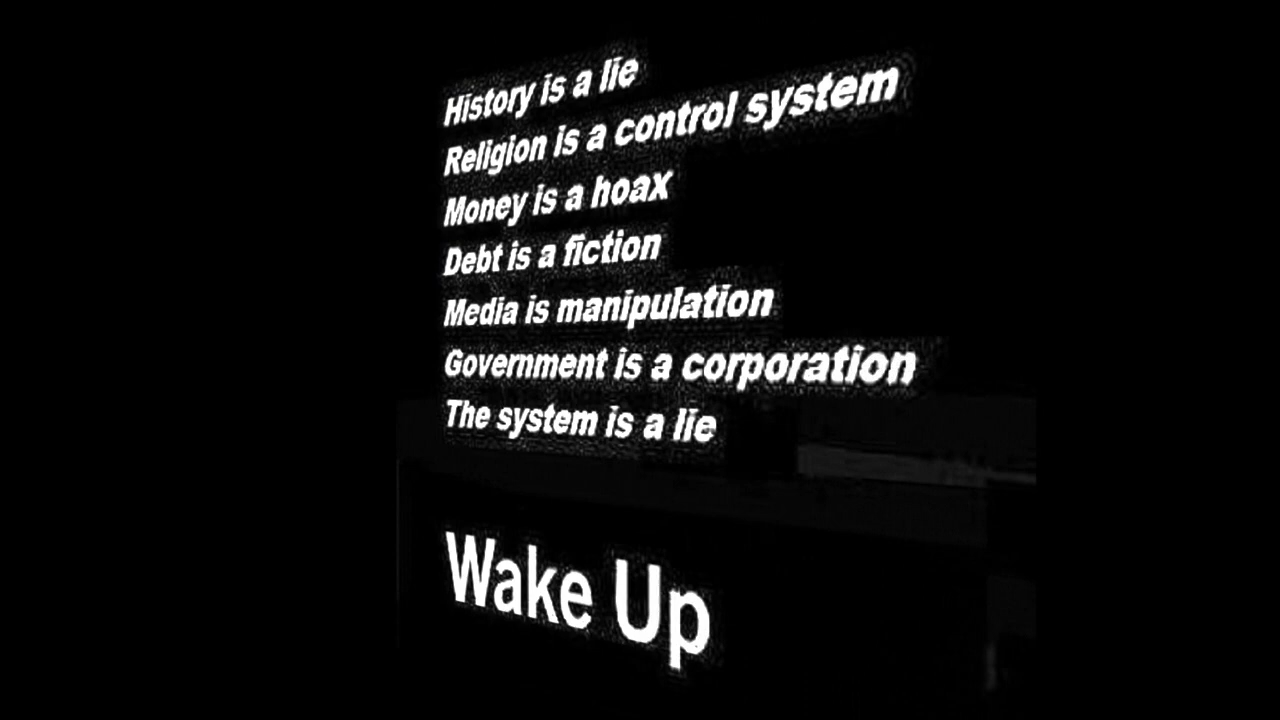 History is a lie
Religion is a control system
Money is a hoax
Debt is a fiction
Media is manipulation
Government is a corporation
The system is a lie
Wake Up